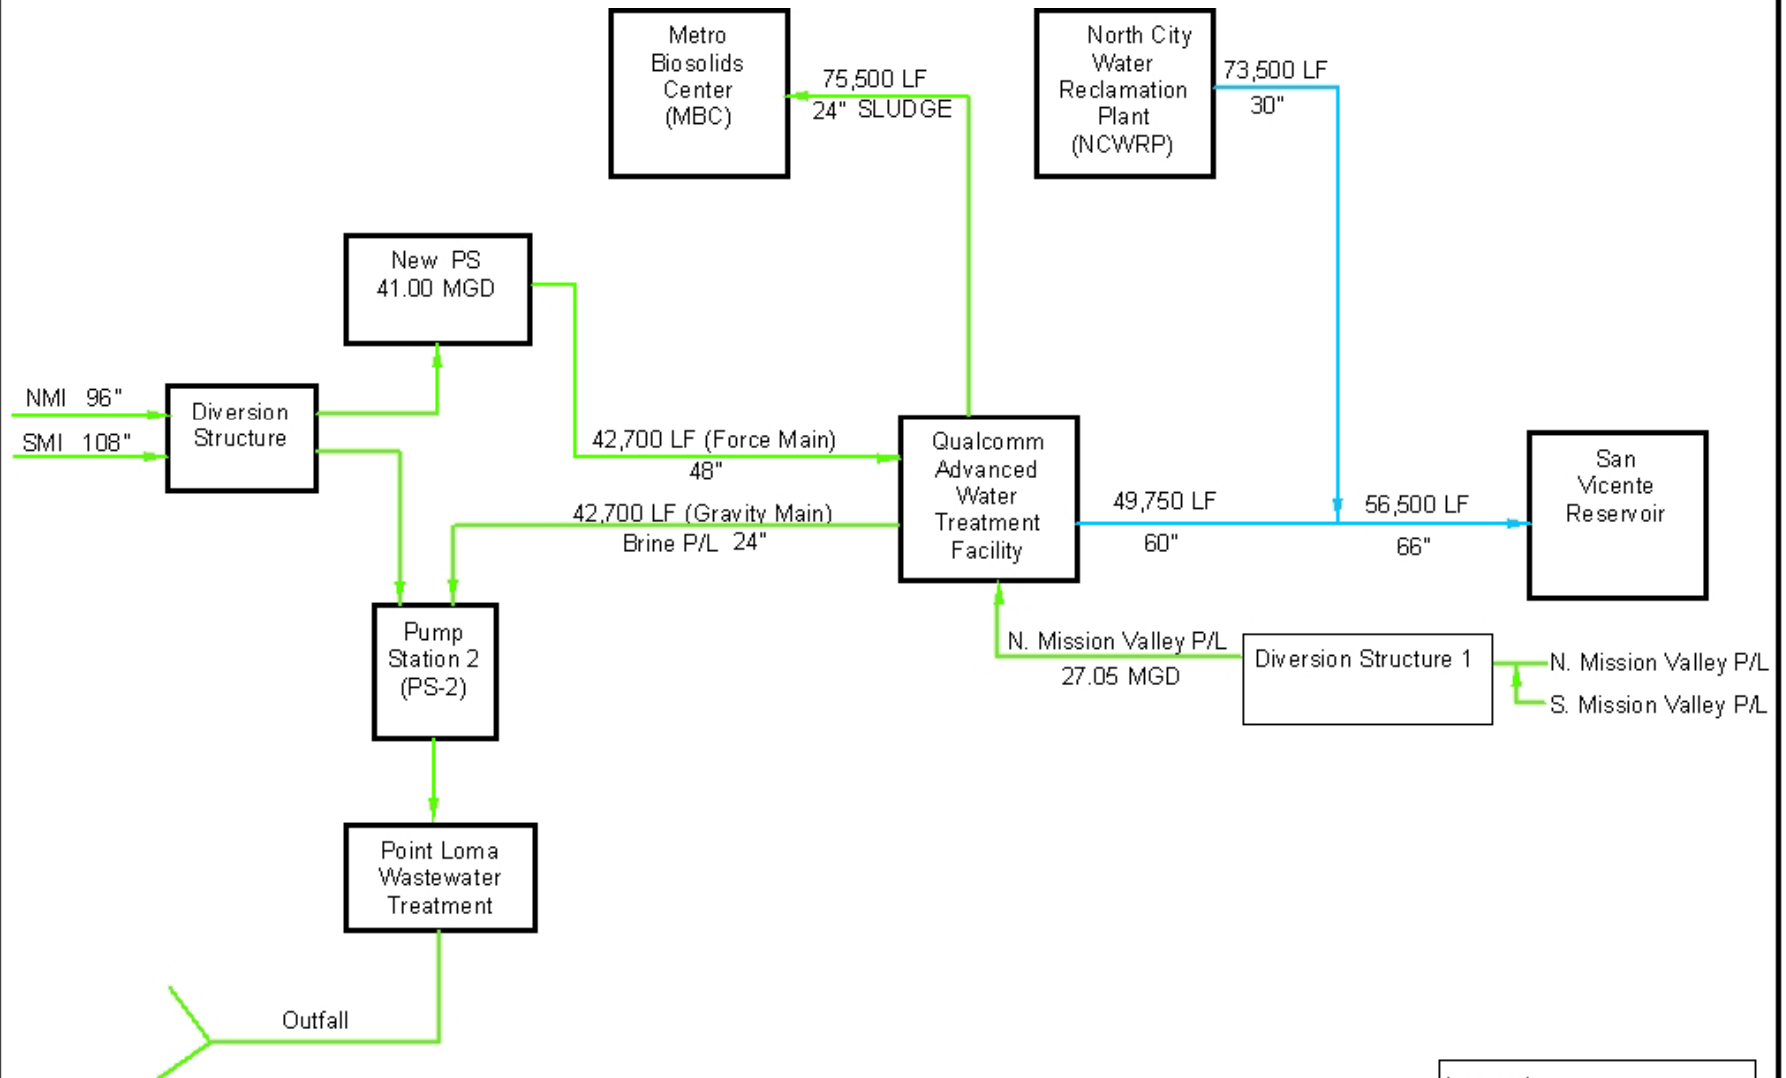 Metro
Biosolids
Center
(MBC)
North City
Water
Reclamation
Plant
(NCWRP)
75,500 LF
24" SLUDGE
73,500 LF
30"
New PS
41.00 MGD
NMI 96"
SMI 108"
Diversion
Structure
42,700 LF (Force Main)
48"
42,700 LF (Gravity Main)
Brine P/L 24"
Qualcomm
Advanced
Water
Treatment
Facility
49,750 LF
60"
56,500 LF
66"
San
Vicente
Reservoir
Pump
Station 2
(PS-2)
N. Mission Valley P/L
27.05 MGD
Diversion Structure 1
N. Mission Valley P/L
S. Mission Valley P/L
Point Loma
Wastewater
Treatment
Outfall